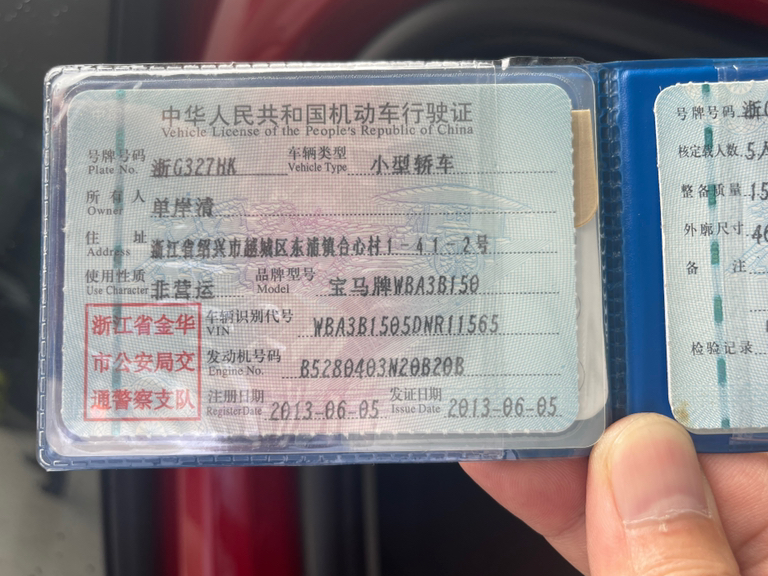 中华人民共和国机动车行驶证
Vehicle License of the People's Republic of China
号牌号码 浙G327HK 车辆类型 小型轿车
Plate No. Vehicle Type
所有人 单岸清
Owner
住址 浙江省绍兴市越城区东浦镇合心村1-41-2号
Address
使用性质 非营运 品牌型号 宝马牌WBA3B150
Use Character Model
浙江省金华
市公安局交
通警察支队
车辆识别代号 WBA3B1505DNR11565
VIN
发动机号码 B5280403N20B20B
Engine No.
注册日期 2013-06-05 发证日期 2013-06-05
Register Date Issue Date
号牌号码 浙
核定载人数 5人
整备质量 15
外廓尺寸 46
备注
检验记录